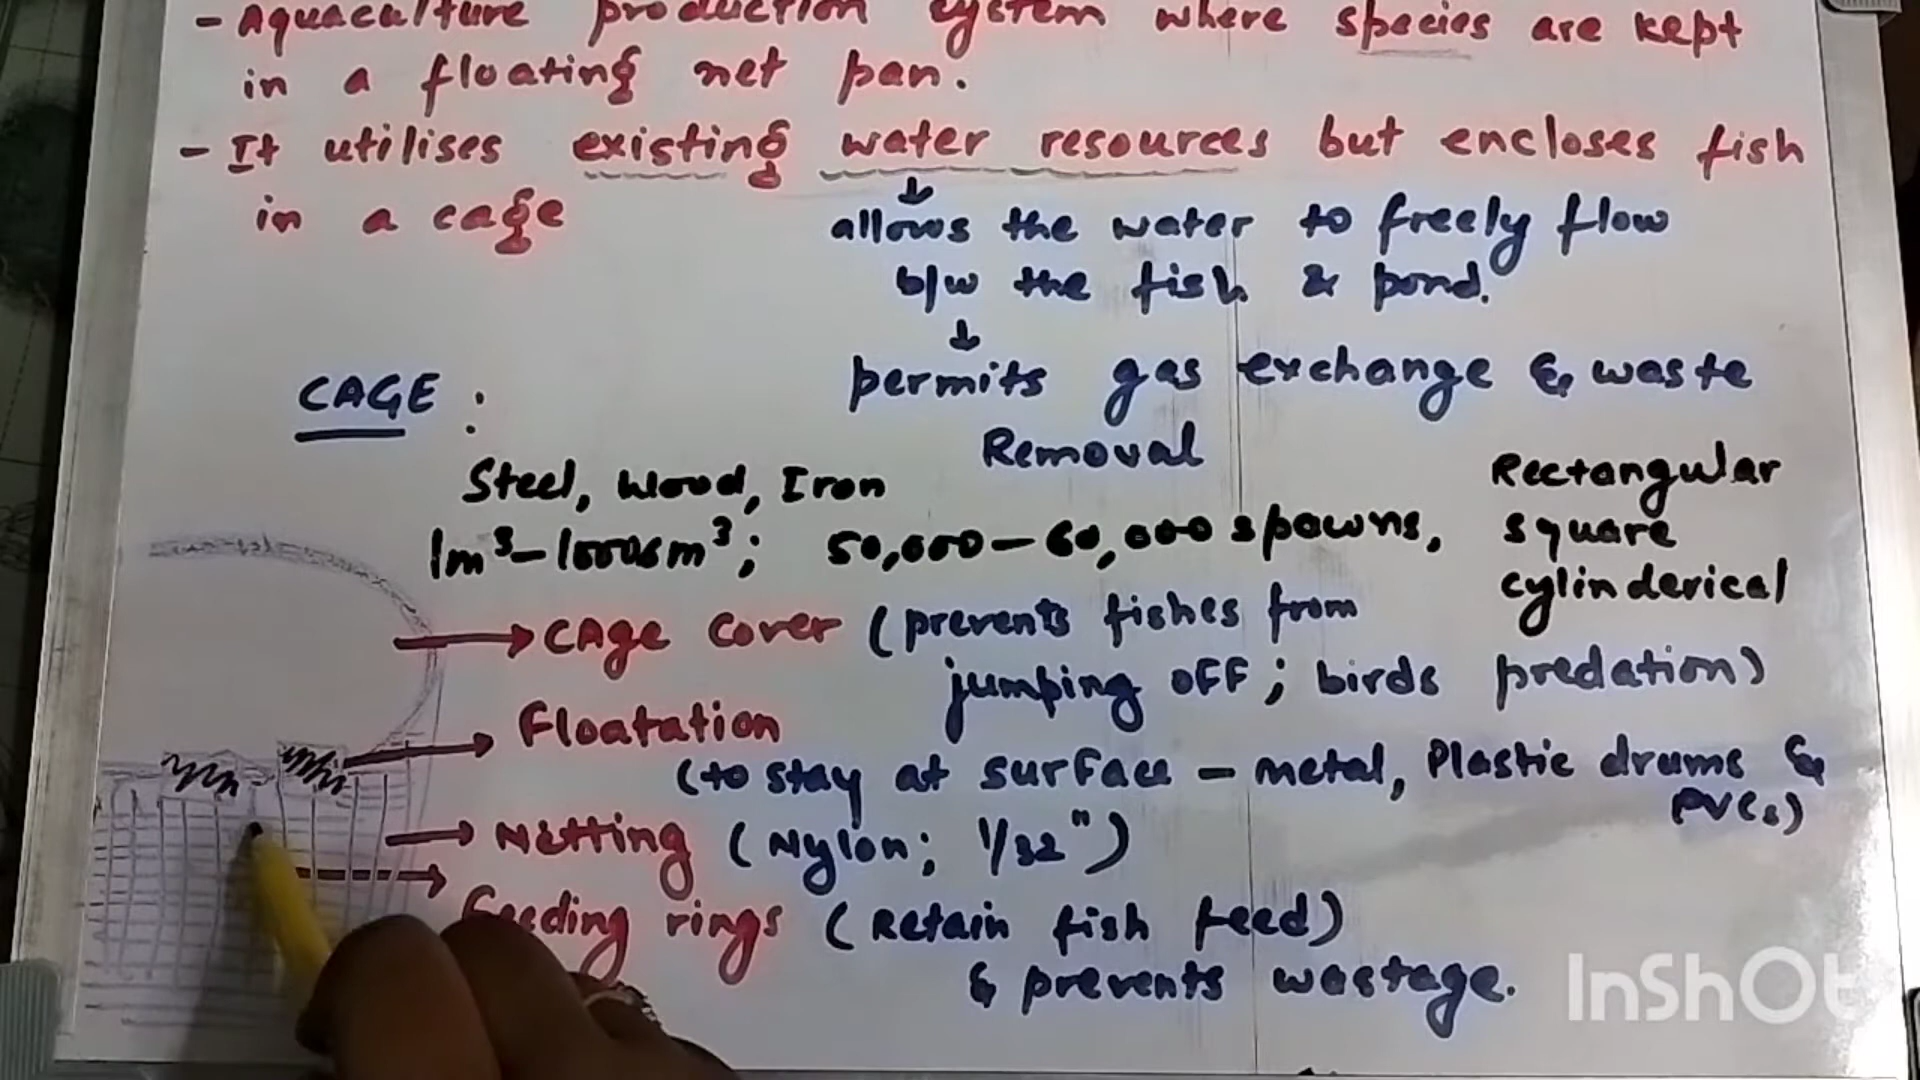 - Aquaculture production system where species are kept
in a floating net pan.
- It utilises existing water resources but encloses fish
in a cage
↓
allows the water to freely flow
b/w the fish & pond.
↓
permits gas exchange & waste
Removal
CAGE :
Steel, Wood, Iron
1m³ - 1000m³ ; 50,000 - 60,000 spawns,
Rectangular
square
cylinderical
→ CAge cover (prevents fishes from
jumping off ; birds predation)
→ Floatation
(to stay at surface - metal, Plastic drums &
PVCs)
→ Netting (Nylon; 1/32")
→ Feeding rings (Retain fish feed)
& prevents wastage.
InShOt